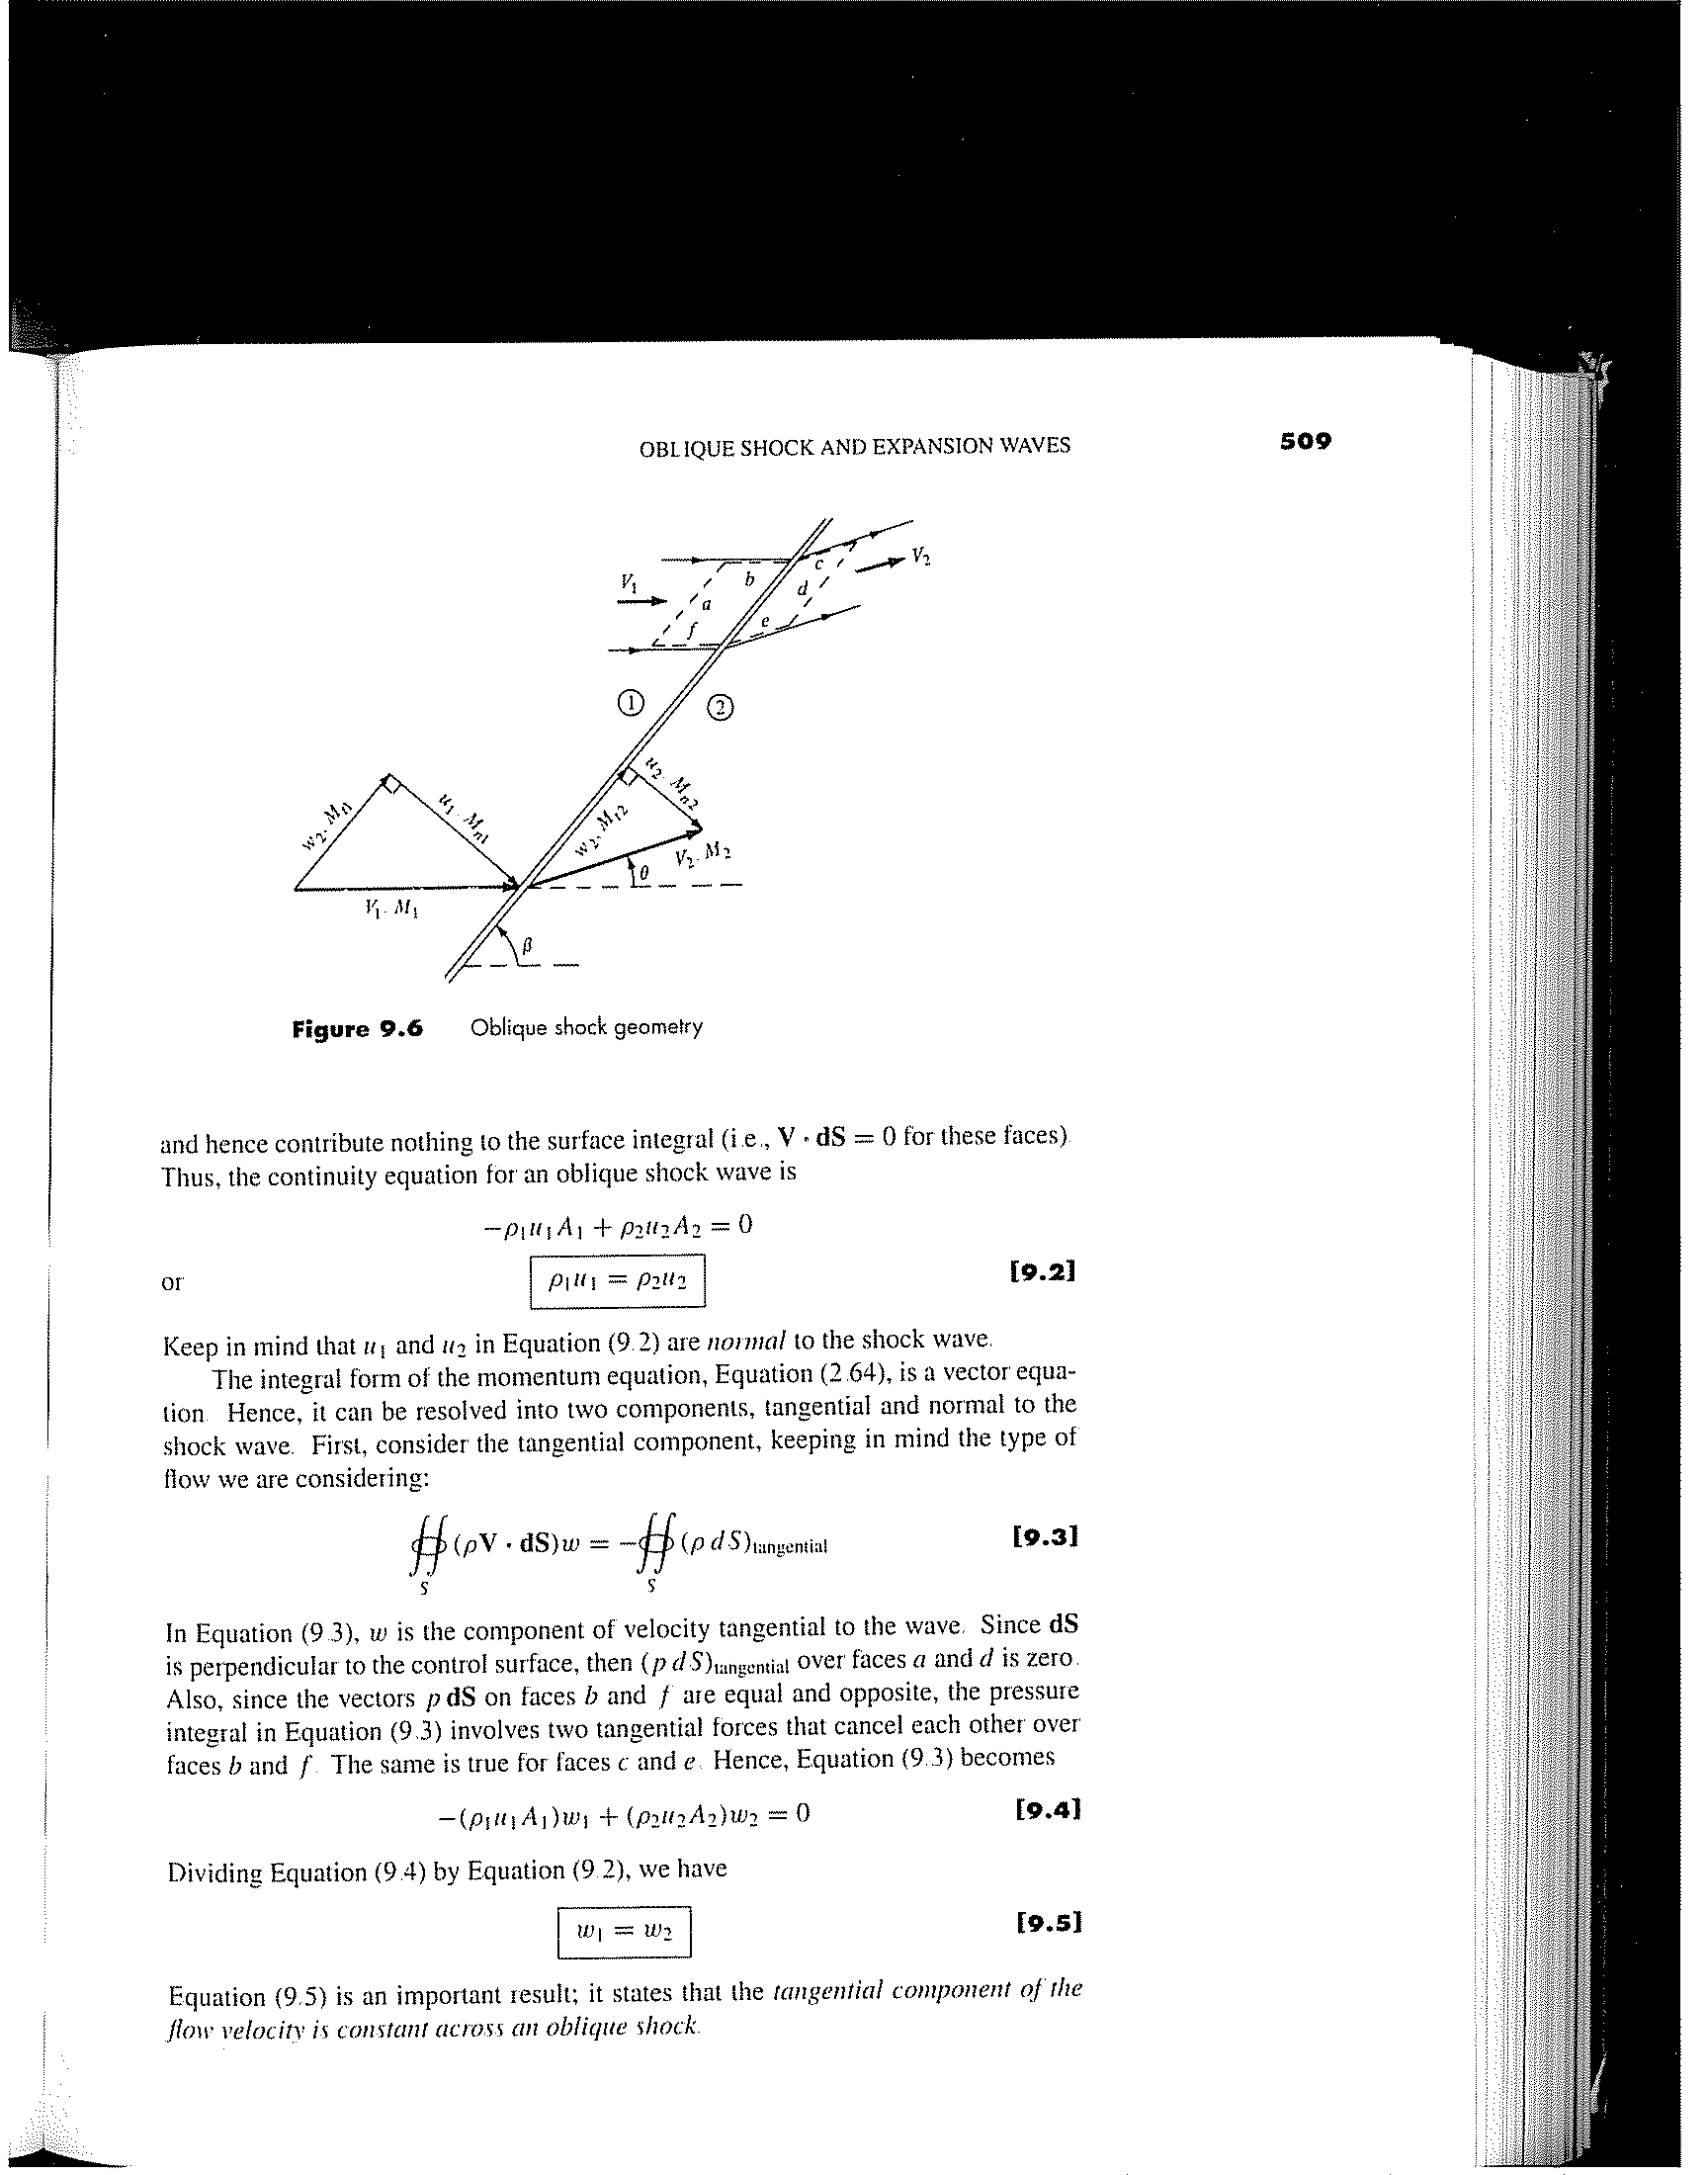 OBLIQUE SHOCK AND EXPANSION WAVES 509
V₂
V₁
b
c
a
d
f
e
① ②
w₂, M_t1
u₁, M_n1
u₂, M_n2
w₂, M_t2
V₂, M₂
θ
V₁, M₁
β
Figure 9.6 Oblique shock geometry
and hence contribute nothing to the surface integral (i.e., V · dS = 0 for these faces).
Thus, the continuity equation for an oblique shock wave is
−ρ₁u₁A₁ + ρ₂u₂A₂ = 0
or ρ₁u₁ = ρ₂u₂ [9.2]
Keep in mind that u₁ and u₂ in Equation (9.2) are normal to the shock wave.
The integral form of the momentum equation, Equation (2.64), is a vector equa-
tion. Hence, it can be resolved into two components, tangential and normal to the
shock wave. First, consider the tangential component, keeping in mind the type of
flow we are considering:
∯_S (ρV · dS)w = −∯_S (ρ dS)tangential [9.3]
In Equation (9.3), w is the component of velocity tangential to the wave. Since dS
is perpendicular to the control surface, then (p dS)tangential over faces a and d is zero.
Also, since the vectors p dS on faces b and f are equal and opposite, the pressure
integral in Equation (9.3) involves two tangential forces that cancel each other over
faces b and f. The same is true for faces c and e. Hence, Equation (9.3) becomes
−(ρ₁u₁A₁)w₁ + (ρ₂u₂A₂)w₂ = 0 [9.4]
Dividing Equation (9.4) by Equation (9.2), we have
w₁ = w₂ [9.5]
Equation (9.5) is an important result; it states that the tangential component of the
flow velocity is constant across an oblique shock.